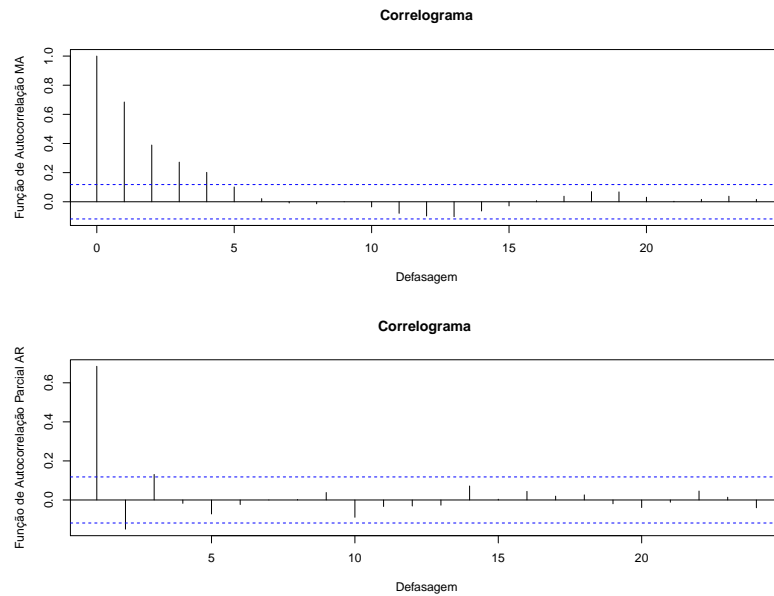 Correlograma
Função de Autocorrelação MA
1.0
0.8
0.6
0.4
0.2
0.0
0 5 10 15 20
Defasagem
Correlograma
Função de Autocorrelação Parcial AR
0.6
0.4
0.2
0.0
5 10 15 20
Defasagem